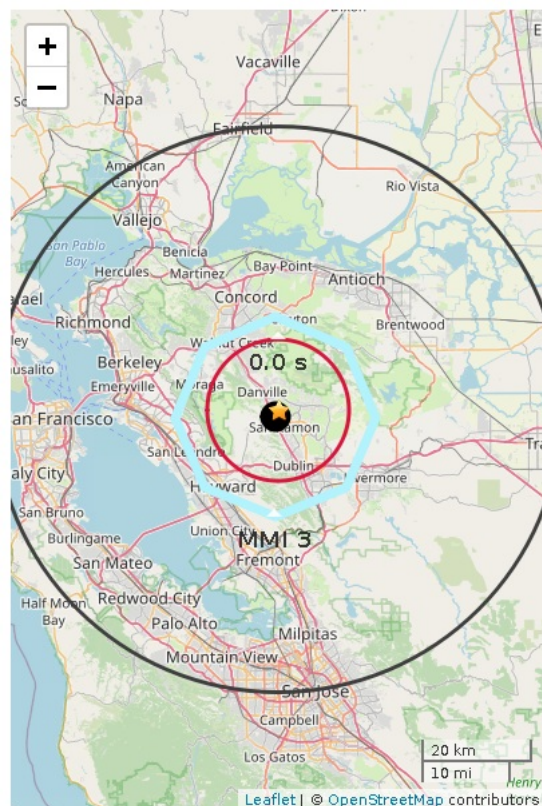 +
−
Vacaville
Napa
Fairfield
American
Canyon
Rio Vista
Vallejo
San Pablo
Bay
Benicia
Hercules
Martinez
Bay Point
Antioch
Concord
Richmond
Brentwood
Walnut Creek
0.0 s
Berkeley
Moraga
Danville
Emeryville
San Francisco
San Leandro
Dublin
Hayward
San Bruno
Union City
MMI 3
Burlingame
Fremont
San Mateo
Half Moon
Bay
Redwood City
Palo Alto
Milpitas
Mountain View
San Jose
Campbell
Los Gatos
20 km
10 mi
Henry
Leaflet | © OpenStreetMap contributors